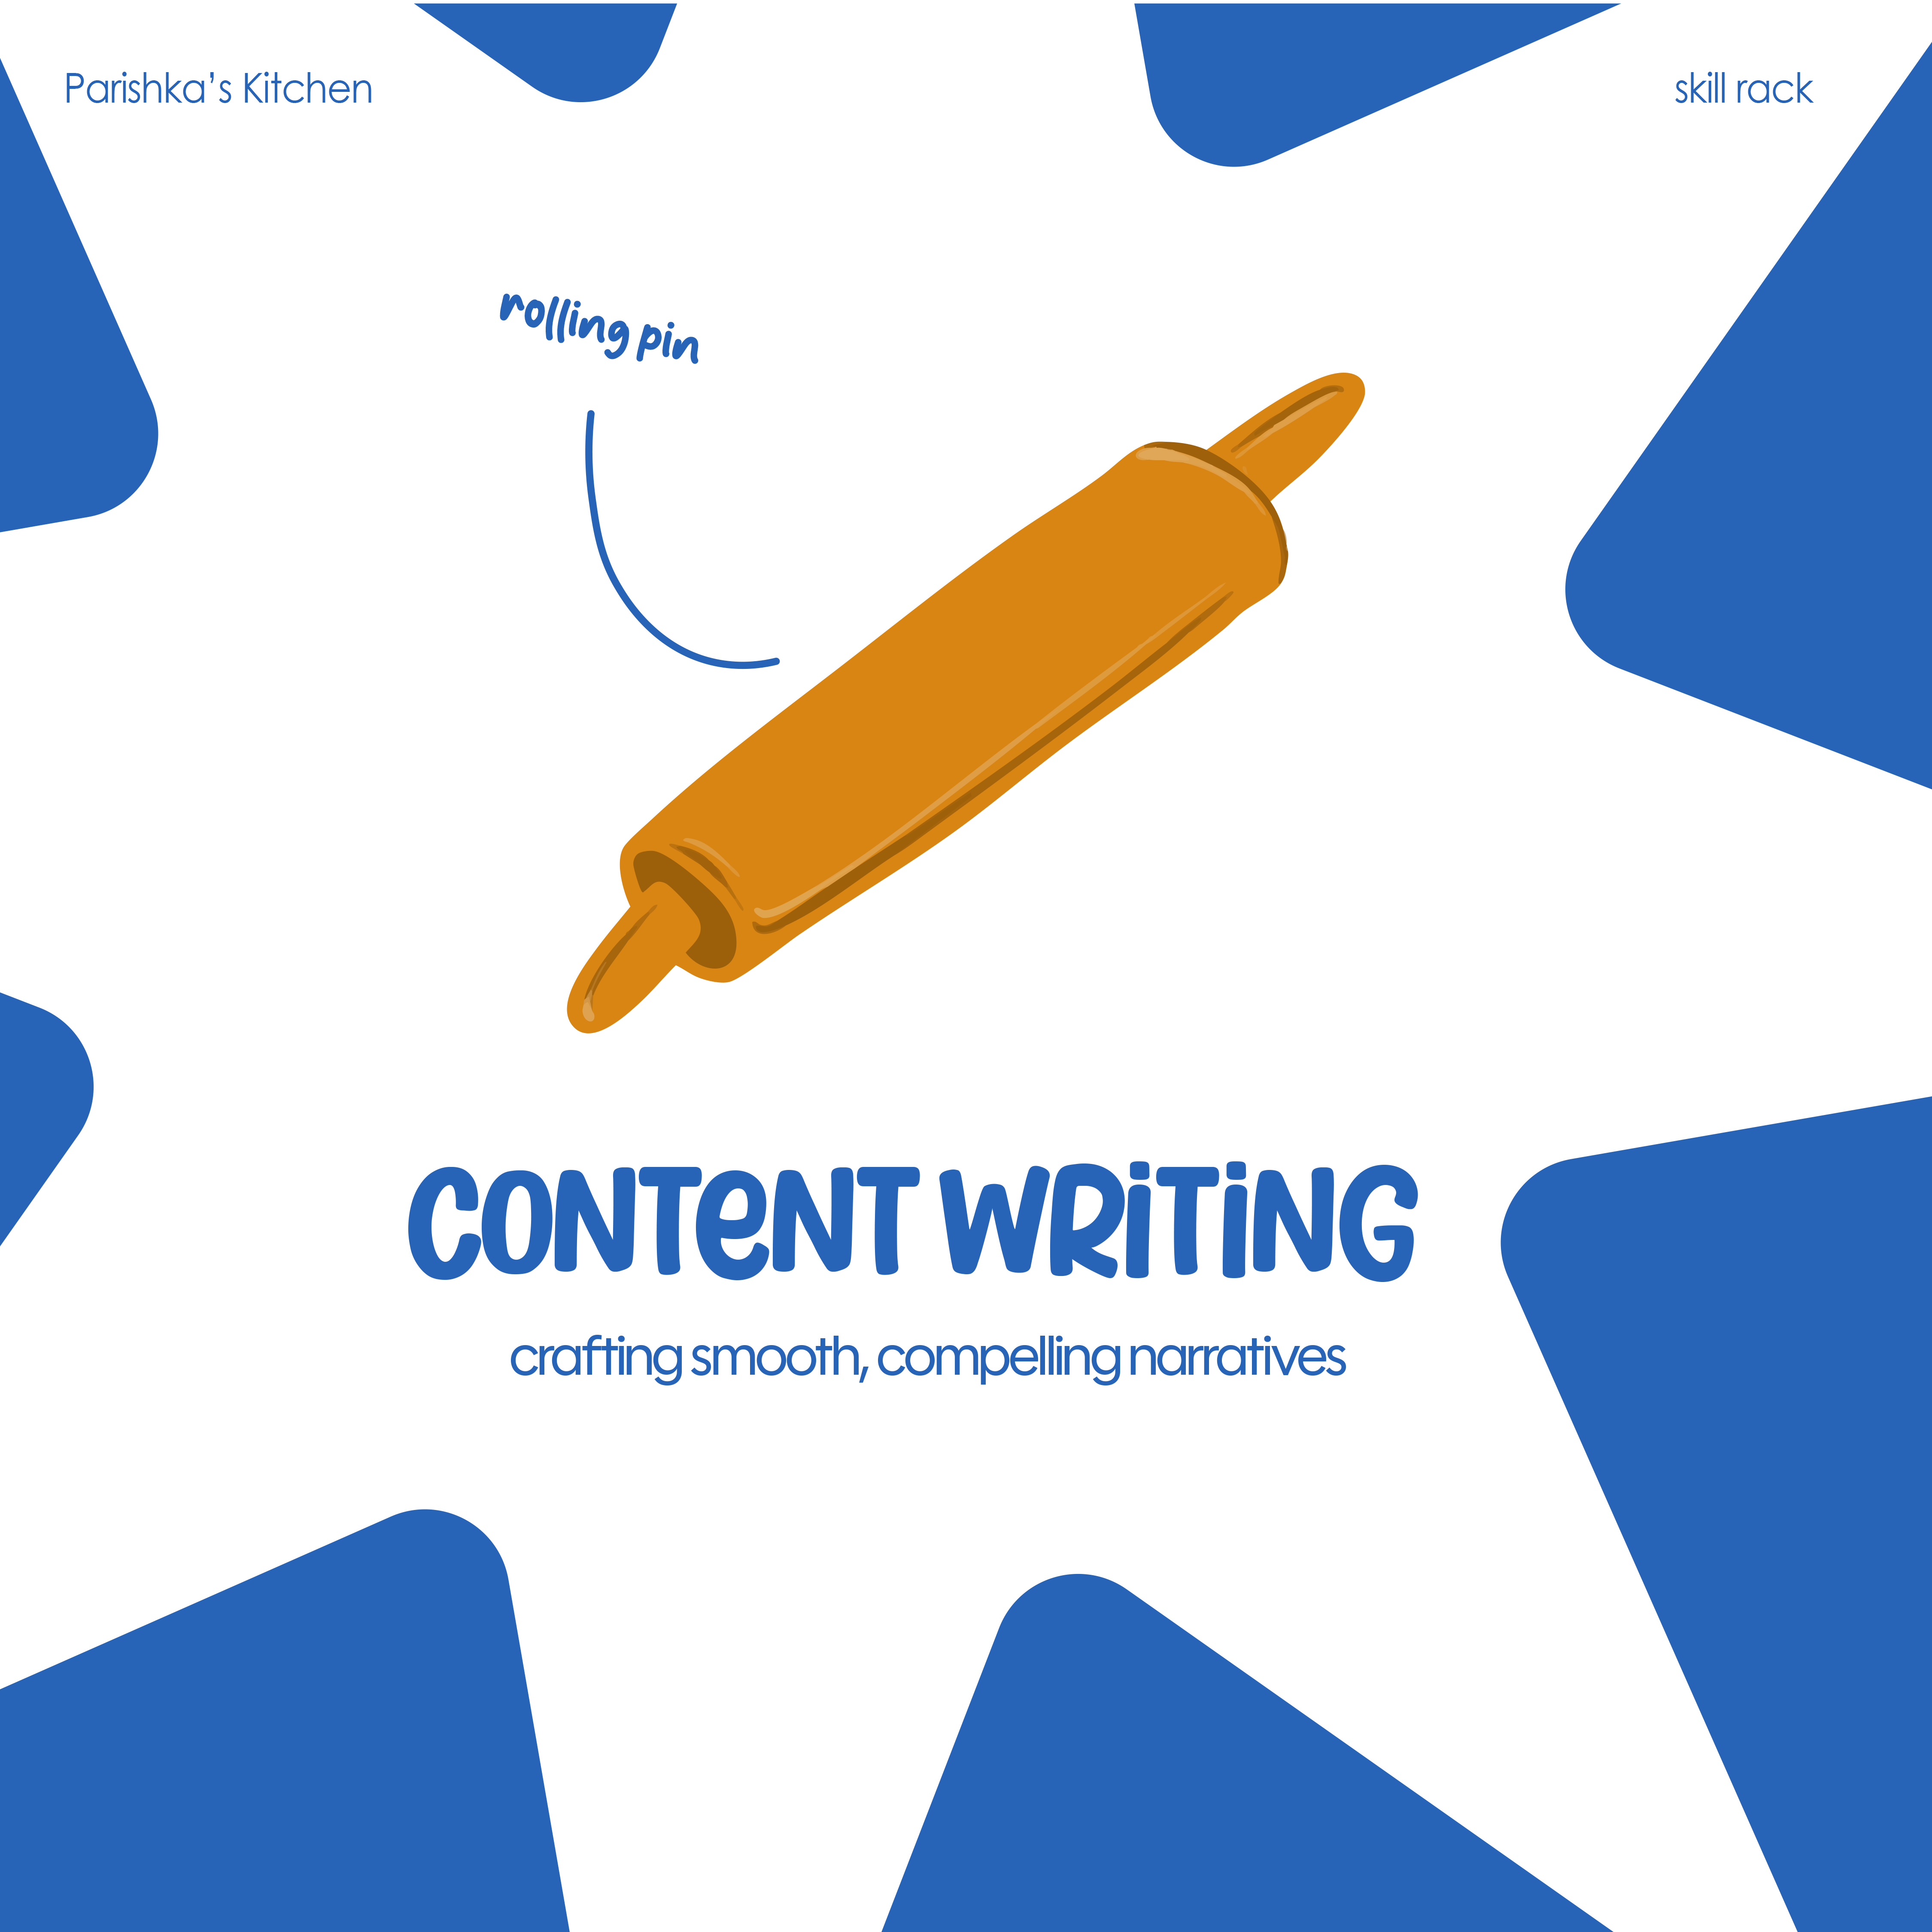 Parishka's Kitchen
skill rack
rolling pin
CONTeNT WRiTiNG
crafting smooth, compelling narratives